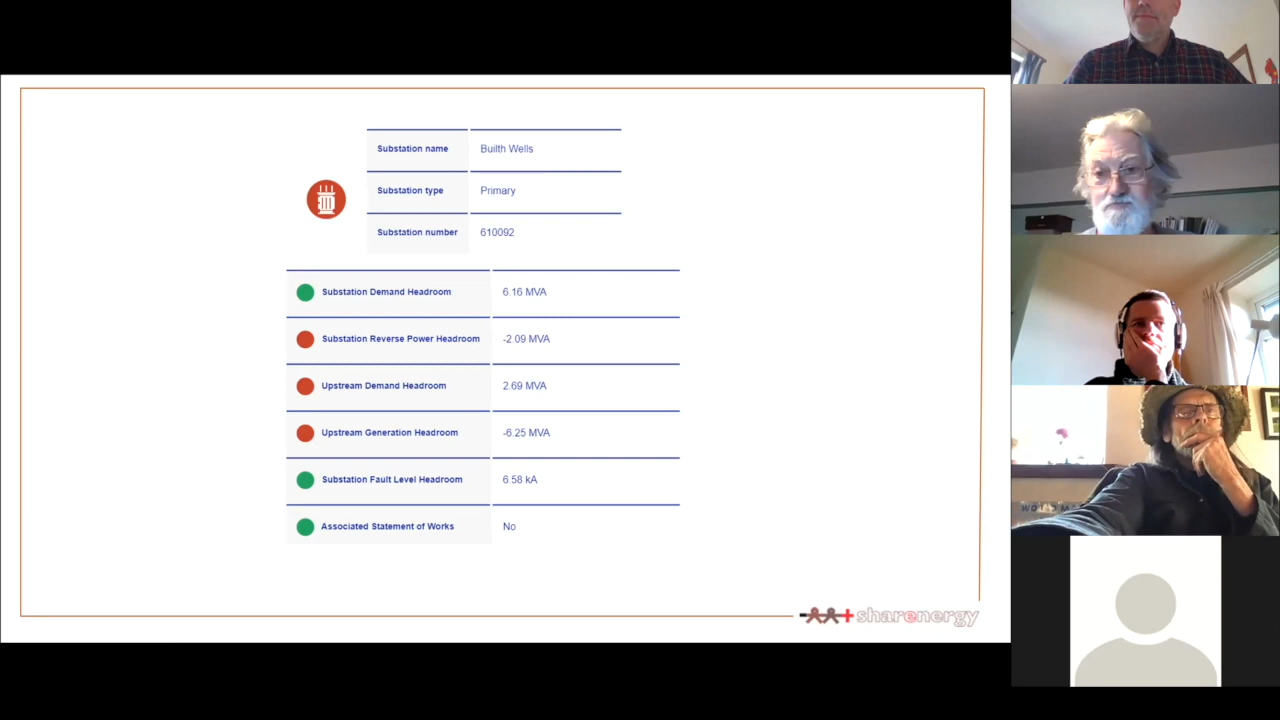 Substation name Builth Wells
Substation type Primary
Substation number 610092
Substation Demand Headroom 6.16 MVA
Substation Reverse Power Headroom -2.09 MVA
Upstream Demand Headroom 2.69 MVA
Upstream Generation Headroom -6.25 MVA
Substation Fault Level Headroom 6.58 kA
Associated Statement of Works No
sharenergy